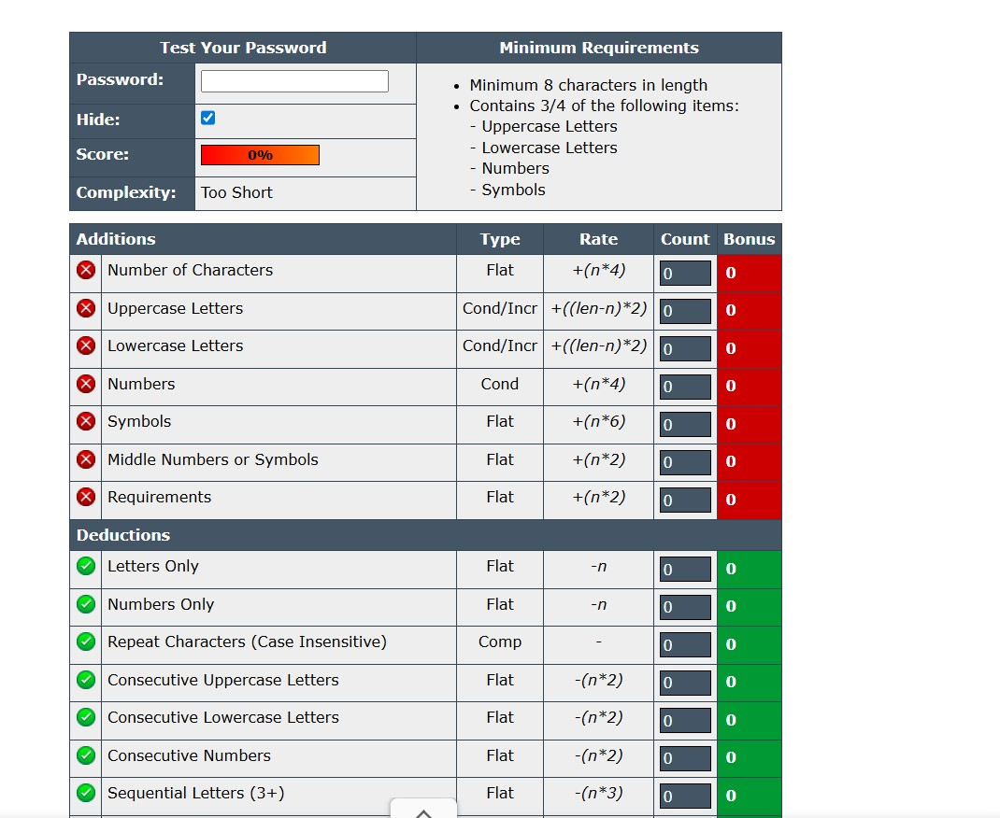 Test Your Password Minimum Requirements
Password:
• Minimum 8 characters in length
• Contains 3/4 of the following items:
- Uppercase Letters
- Lowercase Letters
- Numbers
- Symbols
Hide:
Score: 0%
Complexity: Too Short
Additions Type Rate Count Bonus
Number of Characters Flat +(n*4) 0 0
Uppercase Letters Cond/Incr +((len-n)*2) 0 0
Lowercase Letters Cond/Incr +((len-n)*2) 0 0
Numbers Cond +(n*4) 0 0
Symbols Flat +(n*6) 0 0
Middle Numbers or Symbols Flat +(n*2) 0 0
Requirements Flat +(n*2) 0 0
Deductions
Letters Only Flat -n 0 0
Numbers Only Flat -n 0 0
Repeat Characters (Case Insensitive) Comp - 0 0
Consecutive Uppercase Letters Flat -(n*2) 0 0
Consecutive Lowercase Letters Flat -(n*2) 0 0
Consecutive Numbers Flat -(n*2) 0 0
Sequential Letters (3+) Flat -(n*3) 0 0